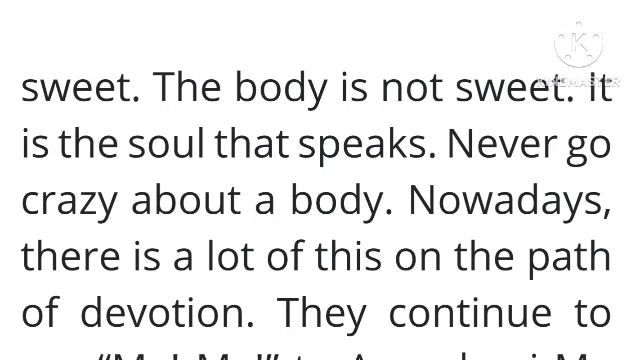 KINEMASTER
sweet. The body is not sweet. It
is the soul that speaks. Never go
crazy about a body. Nowadays,
there is a lot of this on the path
of devotion. They continue to